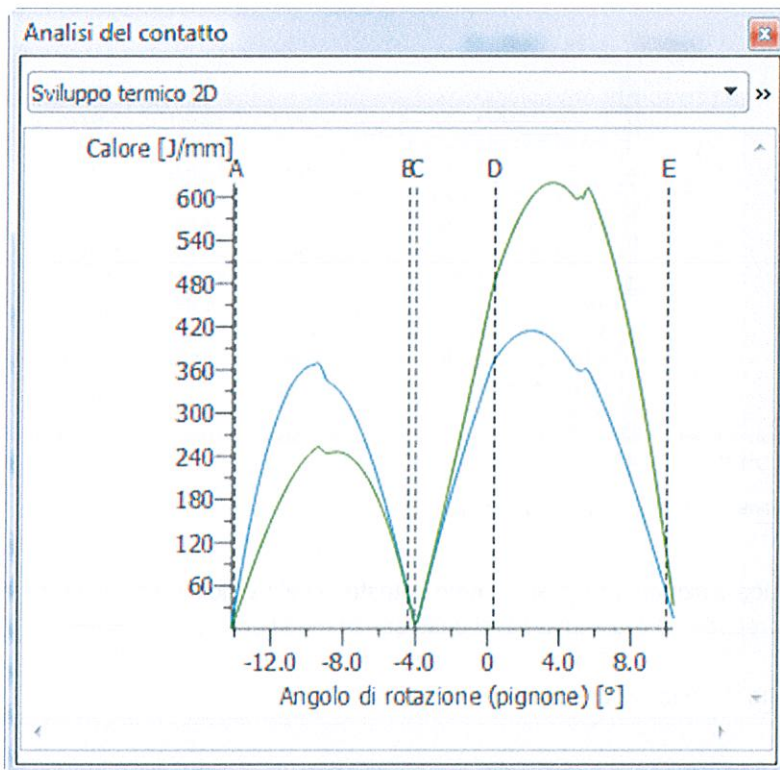 Analisi del contatto
Sviluppo termico 2D
»
Calore [J/mm]
A B C D E
600
540
480
420
360
300
240
180
120
60
-12.0 -8.0 -4.0 0 4.0 8.0
Angolo di rotazione (pignone) [°]